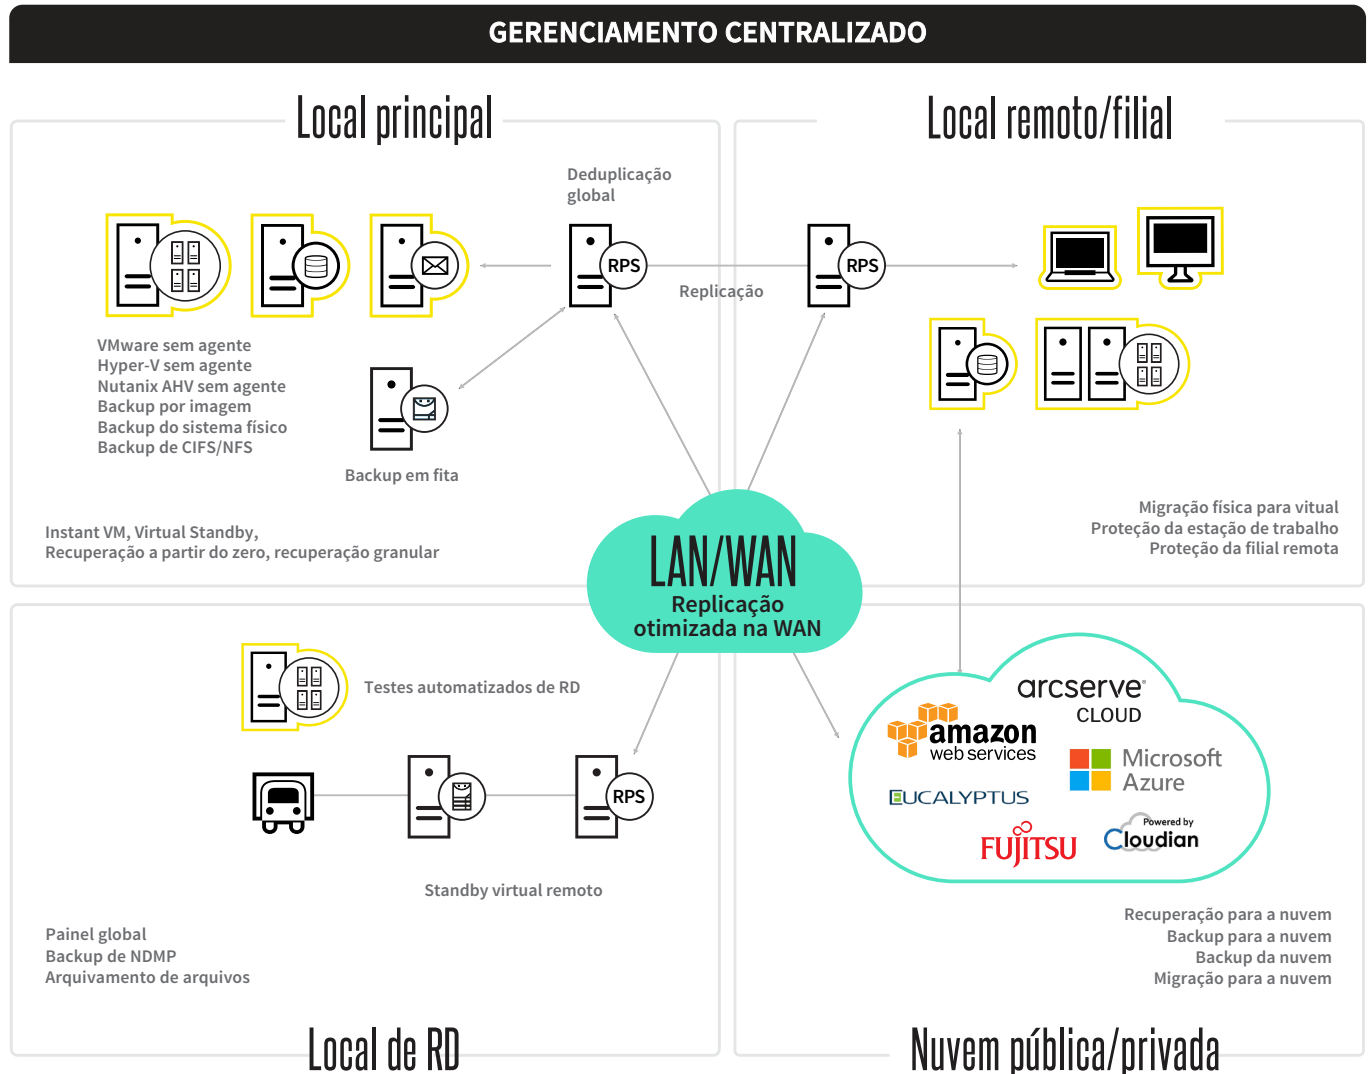 GERENCIAMENTO CENTRALIZADO
Local principal
Deduplicação
global
RPS
Replicação
VMware sem agente
Hyper-V sem agente
Nutanix AHV sem agente
Backup por imagem
Backup do sistema físico
Backup de CIFS/NFS
Backup em fita
Instant VM, Virtual Standby,
Recuperação a partir do zero, recuperação granular
Local remoto/filial
RPS
Migração física para vitual
Proteção da estação de trabalho
Proteção da filial remota
LAN/WAN
Replicação
otimizada na WAN
Testes automatizados de RD
RPS
Standby virtual remoto
Painel global
Backup de NDMP
Arquivamento de arquivos
Local de RD
arcserve®
CLOUD
amazon
web services
Microsoft
Azure
EUCALYPTUS
FUJITSU
Powered by
Cloudian
Recuperação para a nuvem
Backup para a nuvem
Backup da nuvem
Migração para a nuvem
Nuvem pública/privada